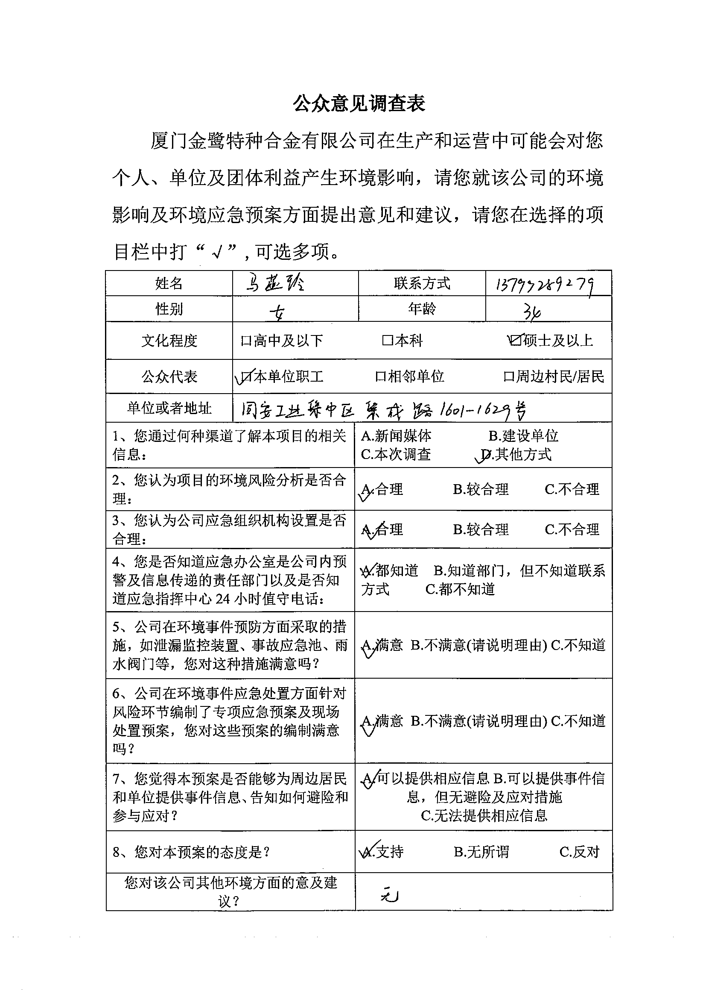 公众意见调查表
厦门金鹭特种合金有限公司在生产和运营中可能会对您
个人、单位及团体利益产生环境影响，请您就该公司的环境
影响及环境应急预案方面提出意见和建议，请您在选择的项
目栏中打“√”,可选多项。
姓名 马燕玲 联系方式 13799289279
性别 女 年龄 34
文化程度 □高中及以下 □本科 ☑硕士及以上
公众代表 ☑本单位职工 □相邻单位 □周边村民/居民
单位或者地址 同安工业集中区 集成路1601-1629号
1、您通过何种渠道了解本项目的相关
信息：
A.新闻媒体 B.建设单位
C.本次调查 √D.其他方式
2、您认为项目的环境风险分析是否合
理：
√A.合理 B.较合理 C.不合理
3、您认为公司应急组织机构设置是否
合理：
√A.合理 B.较合理 C.不合理
4、您是否知道应急办公室是公司内预
警及信息传递的责任部门以及是否知
道应急指挥中心24小时值守电话：
√A.都知道 B.知道部门，但不知道联系
方式 C.都不知道
5、公司在环境事件预防方面采取的措
施，如泄漏监控装置、事故应急池、雨
水阀门等，您对这种措施满意吗？
√A.满意 B.不满意(请说明理由) C.不知道
6、公司在环境事件应急处置方面针对
风险环节编制了专项应急预案及现场
处置预案，您对这些预案的编制满意
吗？
√A.满意 B.不满意(请说明理由) C.不知道
7、您觉得本预案是否能够为周边居民
和单位提供事件信息、告知如何避险和
参与应对？
√A.可以提供相应信息 B.可以提供事件信
息，但无避险及应对措施
C.无法提供相应信息
8、您对本预案的态度是？ √A.支持 B.无所谓 C.反对
您对该公司其他环境方面的意及建
议？
无